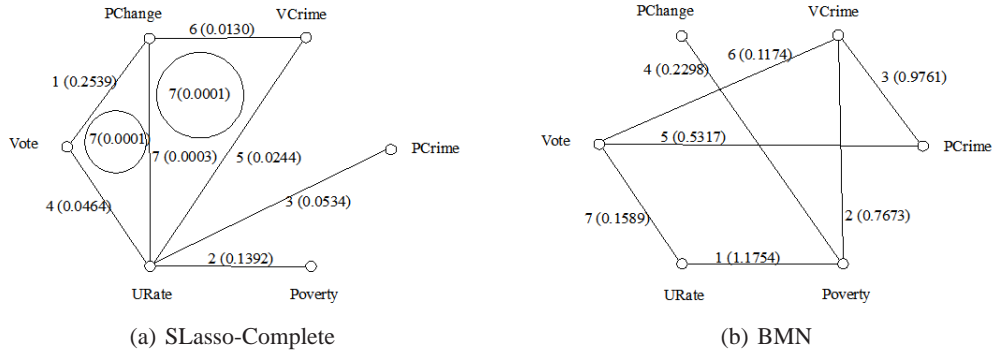 PChange
VCrime
6 (0.0130)
1 (0.2539)
7(0.0001)
Vote
7(0.0001)
7 (0.0003)
5 (0.0244)
PCrime
4 (0.0464)
3 (0.0534)
2 (0.1392)
URate
Poverty
(a) SLasso-Complete
PChange
VCrime
6 (0.1174)
4 (0.2298)
3 (0.9761)
Vote
5 (0.5317)
PCrime
7 (0.1589)
2 (0.7673)
1 (1.1754)
URate
Poverty
(b) BMN